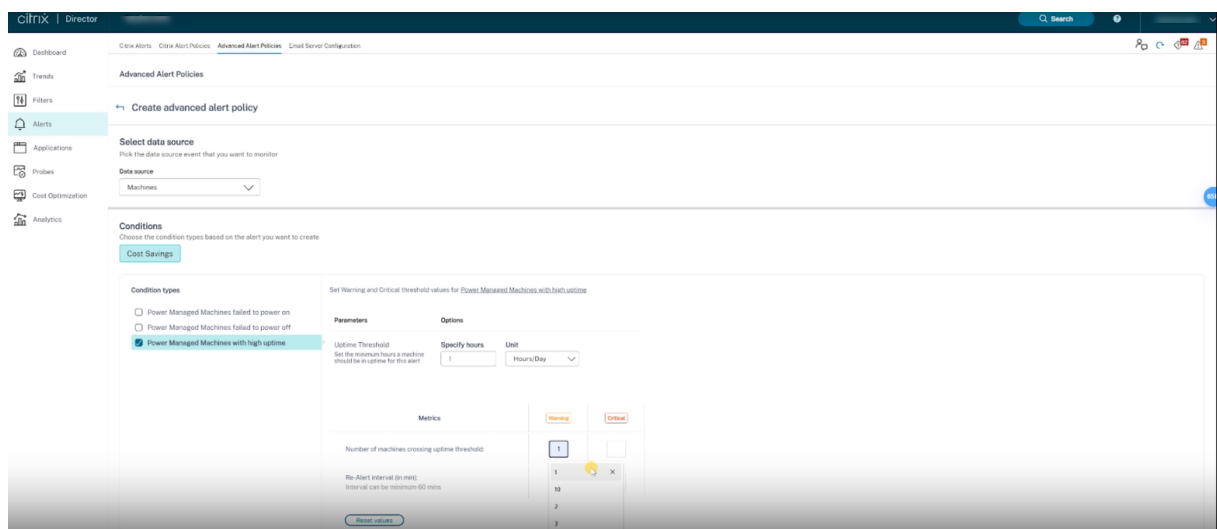 citrix | Director
Search
Dashboard
Trends
Filters
Alerts
Applications
Probes
Cost Optimization
Analytics
Citrix Alerts Citrix Alert Policies Advanced Alert Policies Email Server Configuration
Advanced Alert Policies
Create advanced alert policy
Select data source
Pick the data source event that you want to monitor
Data source
Machines
Conditions
Choose the condition types based on the alert you want to create
Cost Savings
Condition types
Power Managed Machines failed to power on
Power Managed Machines failed to power off
Power Managed Machines with high uptime
Set Warning and Critical threshold values for Power Managed Machines with high uptime
Parameters Options
Uptime Threshold
Set the minimum hours a machine
should be in uptime for this alert
Specify hours Unit
1 Hours/Day
Metrics Warning Critical
Number of machines crossing uptime threshold: 1
Re-Alert interval (in min):
Interval can be minimum 60 mins
1
10
2
3
Reset values